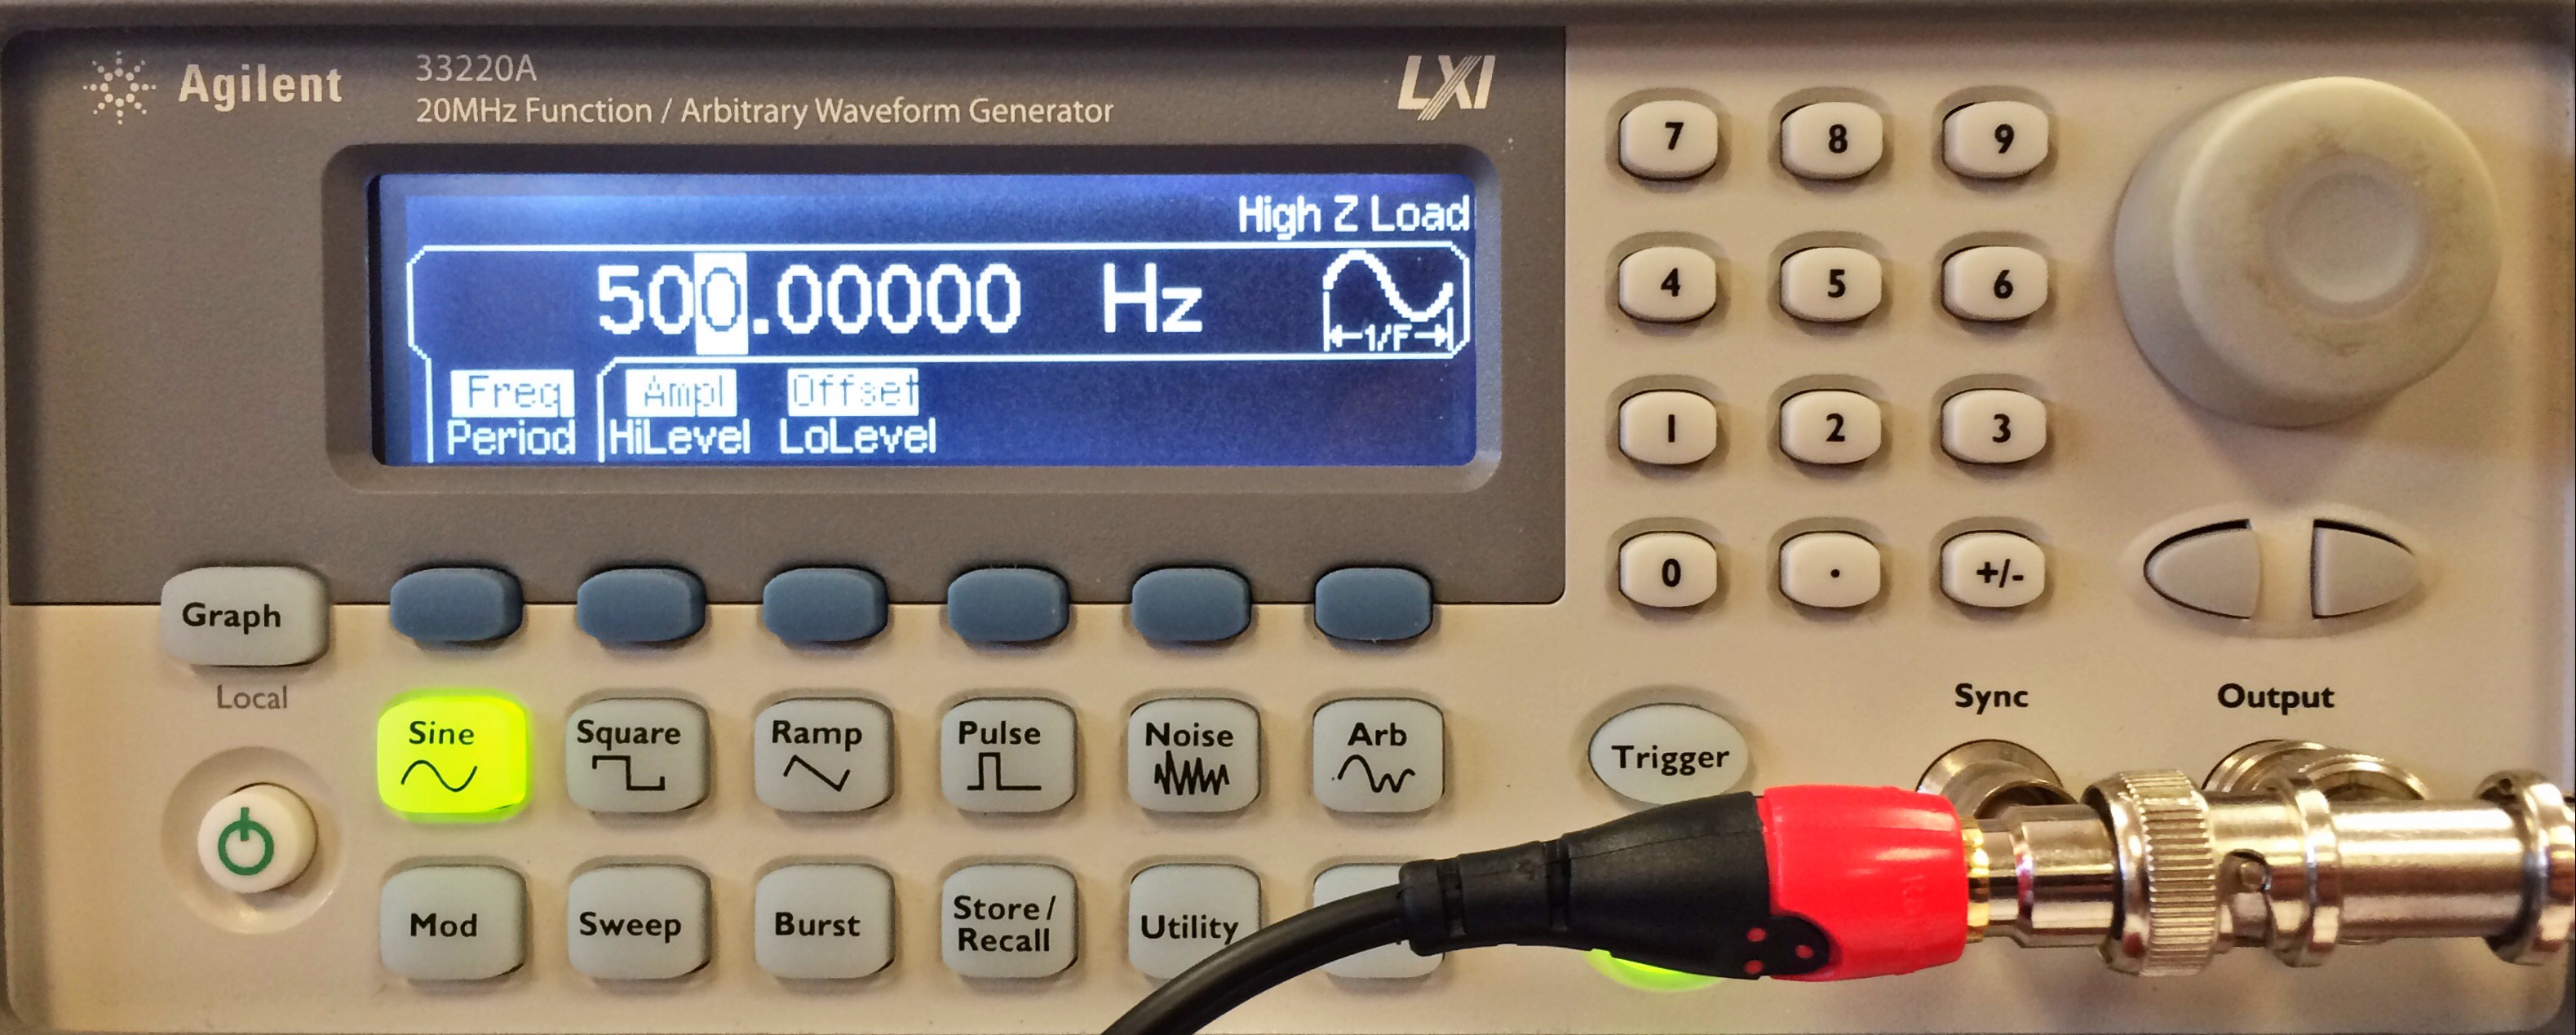 Agilent
33220A
20MHz Function / Arbitrary Waveform Generator
LXI
High Z Load
500.00000 Hz
1/F
Freq Ampl Offset
Period HiLevel LoLevel
7 8 9
4 5 6
1 2 3
0 . +/-
Graph
Local
Sine Square Ramp Pulse Noise Arb
Trigger
Sync Output
Mod Sweep Burst Store/
Recall
Utility